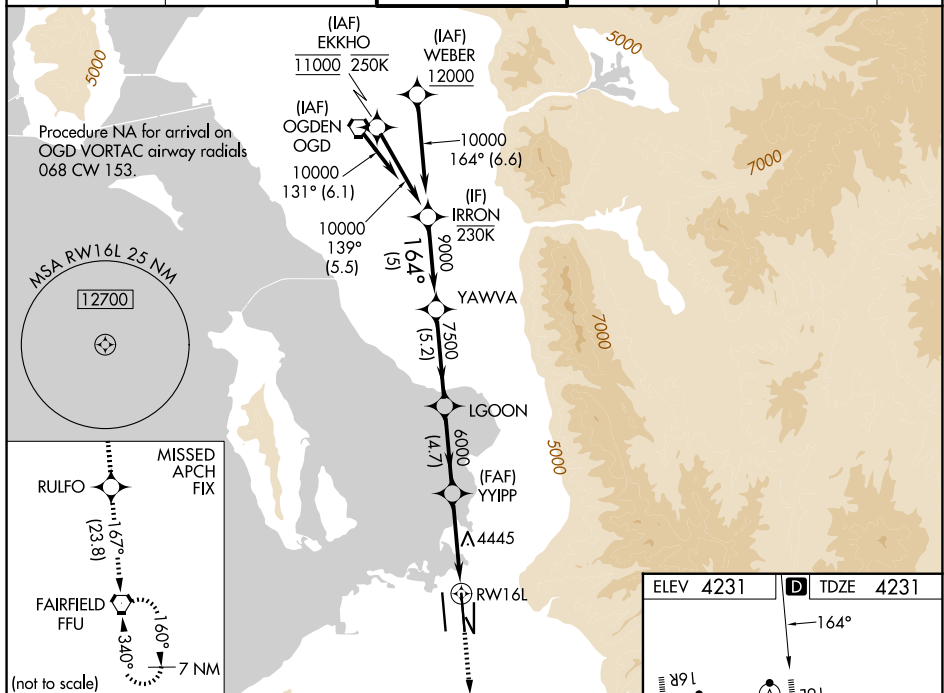 (IAF)
EKKHO
11000 250K
(IAF)
WEBER
12000
(IAF)
OGDEN
OGD
5000
5000
7000
Procedure NA for arrival on
OGD VORTAC airway radials
068 CW 153.
10000
131° (6.1)
10000
139°
(5.5)
10000
164° (6.6)
(IF)
IRRON
230K
9000
164°
(5)
YAWVA
7500
(5.2)
LGOON
6000
(4.7)
(FAF)
YYIPP
4445
RW16L
7000
5000
MSA RW16L 25 NM
12700
MISSED
APCH
FIX
RULFO
167°
(23.8)
FAIRFIELD
FFU
340°
160°
7 NM
(not to scale)
ELEV 4231
D
TDZE 4231
164°
16R